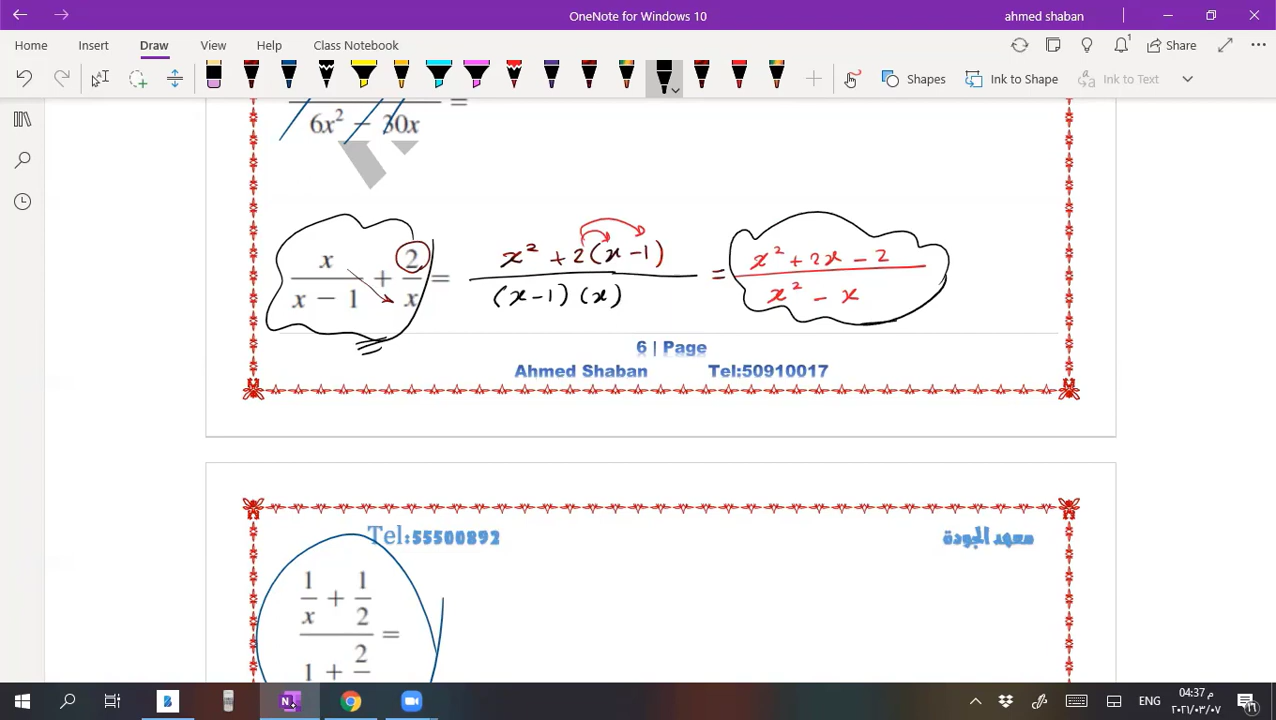 OneNote for Windows 10
ahmed shaban
Home Insert Draw View Help Class Notebook
Share
Shapes Ink to Shape Ink to Text
6x² − 30x =
x/(x − 1) + 2/x = (x² + 2(x − 1))/((x−1)(x)) = (x² + 2x − 2)/(x² − x)
6 | Page
Ahmed Shaban Tel:50910017
Tel:55500892 معهد الجودة
1/x + 1/2
=
1 + 2
ENG
04:37 م
٢٠٢١/٠٣/٠٧